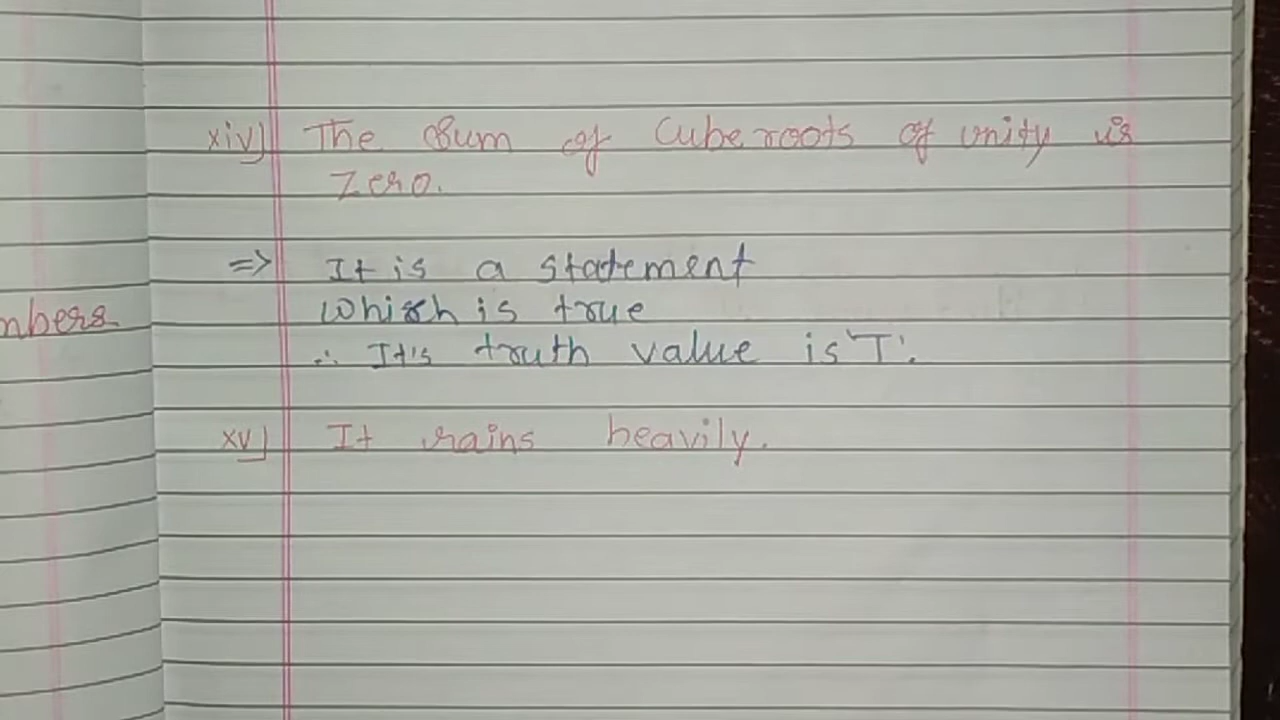 xiv) The Sum of Cube roots of unity is
Zero.
=> It is a statement
which is true
∴ It's truth value is 'T'.
mbers
xv) It rains heavily.